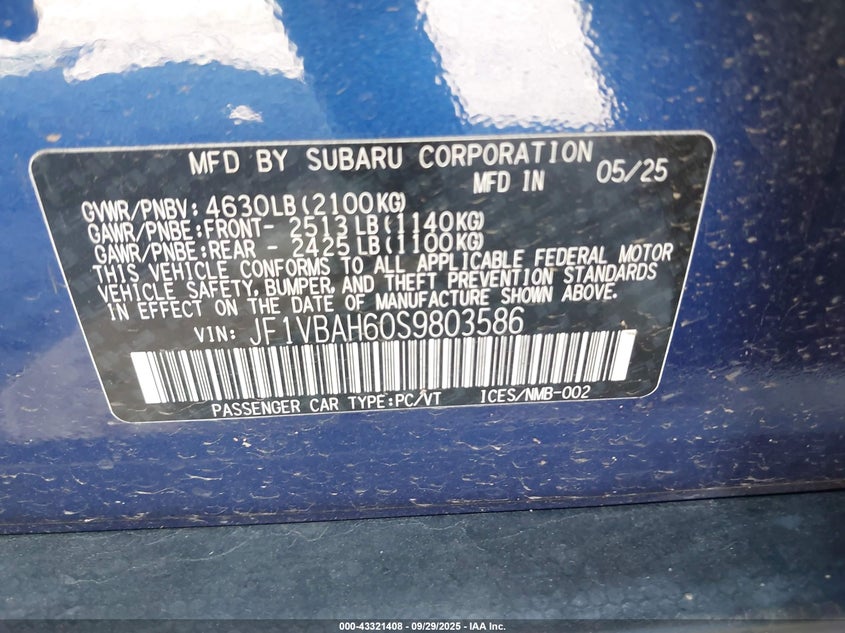 MFD BY SUBARU CORPORATION
MFD IN 05/25
GVWR/PNBV: 4630LB(2100KG)
GAWR/PNBE:FRONT- 2513LB(1140KG)
GAWR/PNBE:REAR - 2425LB(1100KG)
THIS VEHICLE CONFORMS TO ALL APPLICABLE FEDERAL MOTOR
VEHICLE SAFETY, BUMPER, AND THEFT PREVENTION STANDARDS
IN EFFECT ON THE DATE OF MANUFACTURE SHOWN ABOVE.
VIN: JF1VBAH60S9803586
PASSENGER CAR TYPE:PC/VT ICES/NMB-002
000-43321408 - 09/29/2025 - IAA Inc.